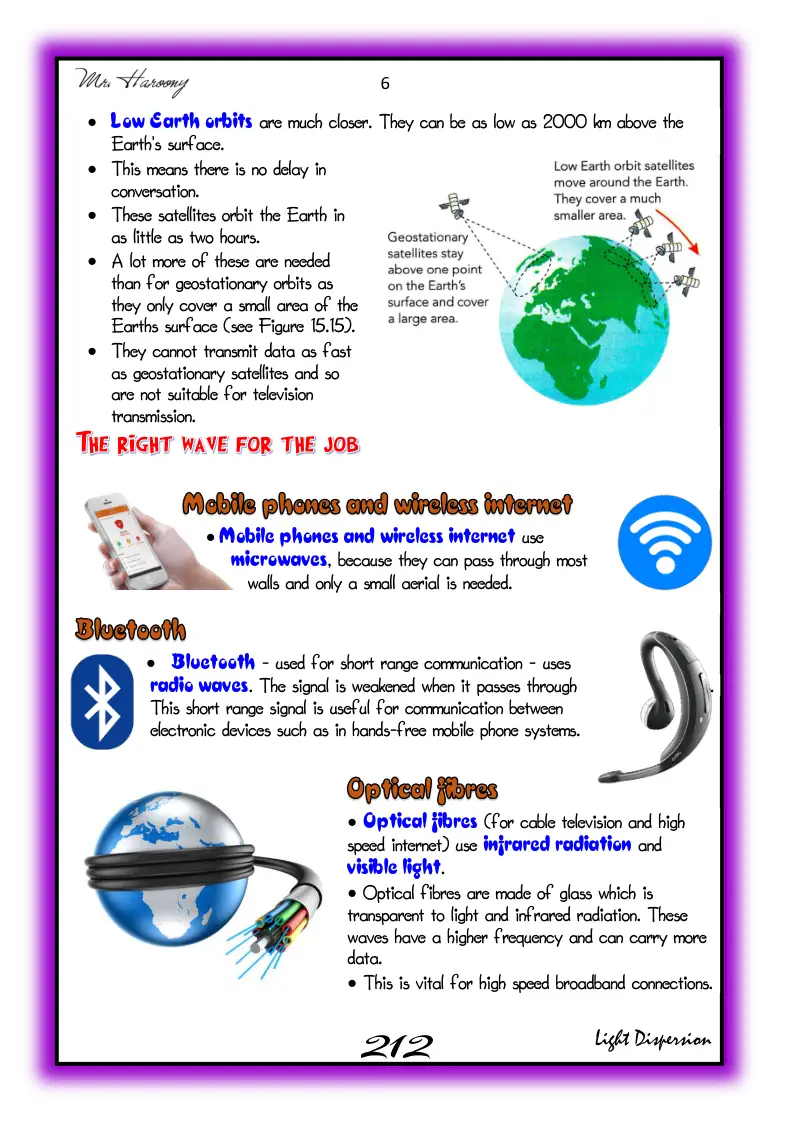 Mr. Haroony
6
• Low Earth orbits are much closer. They can be as low as 2000 km above the
Earth's surface.
• This means there is no delay in
conversation.
• These satellites orbit the Earth in
as little as two hours.
• A lot more of these are needed
than for geostationary orbits as
they only cover a small area of the
Earths surface (see Figure 15.15).
• They cannot transmit data as fast
as geostationary satellites and so
are not suitable for television
transmission.
Low Earth orbit satellites
move around the Earth.
They cover a much
smaller area.
Geostationary
satellites stay
above one point
on the Earth's
surface and cover
a large area.
The right wave for the job
Mobile phones and wireless internet
• Mobile phones and wireless internet use
microwaves, because they can pass through most
walls and only a small aerial is needed.
Bluetooth
• Bluetooth - used for short range communication - uses
radio waves. The signal is weakened when it passes through
This short range signal is useful for communication between
electronic devices such as in hands-free mobile phone systems.
Optical fibres
• Optical fibres (for cable television and high
speed internet) use infrared radiation and
visible light.
• Optical fibres are made of glass which is
transparent to light and infrared radiation. These
waves have a higher frequency and can carry more
data.
• This is vital for high speed broadband connections.
212
Light Dispersion